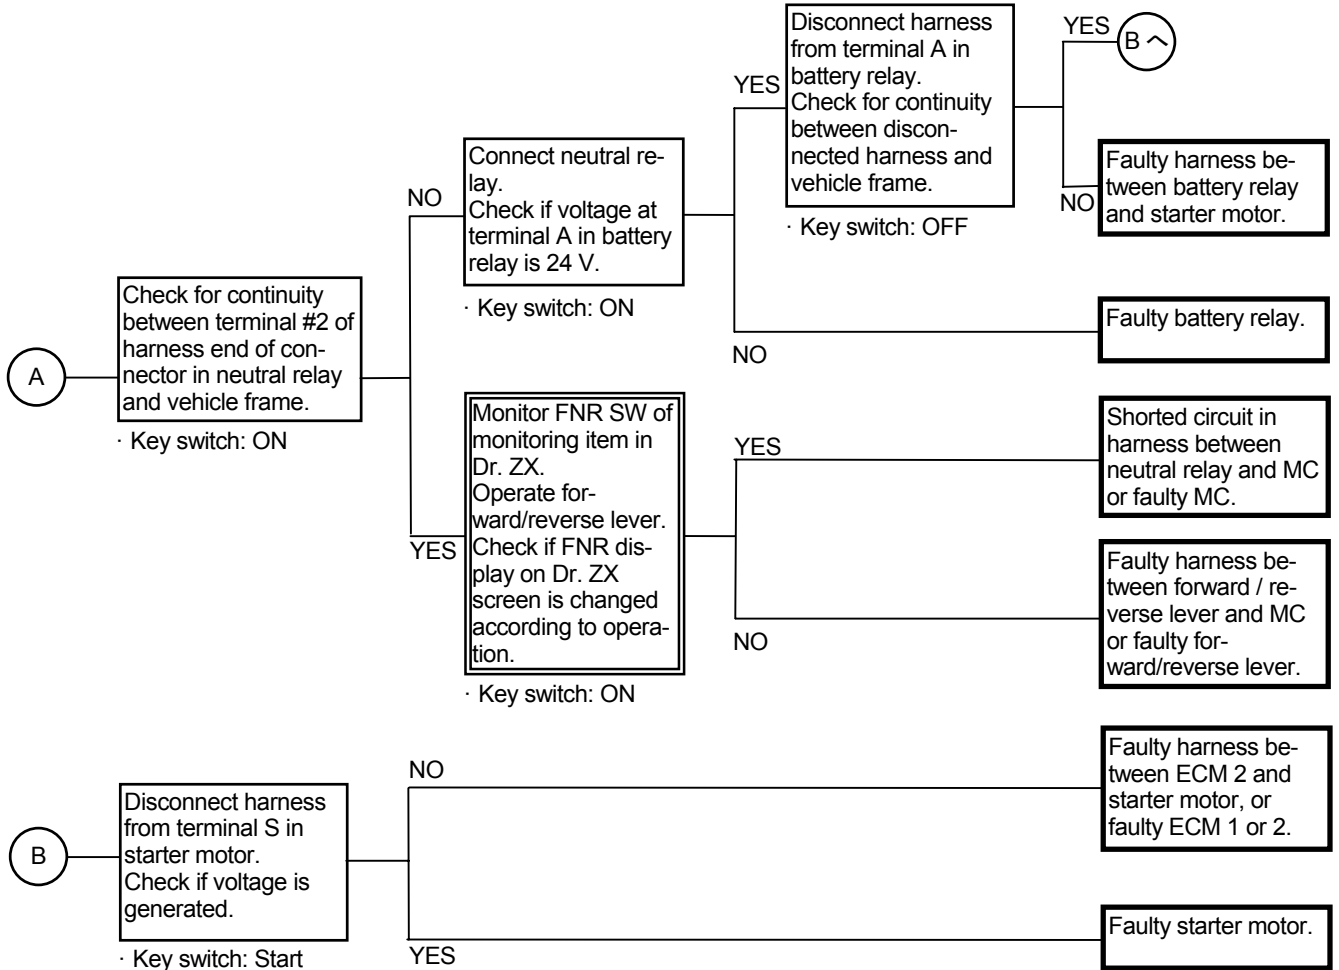 Disconnect harness
from terminal A in
battery relay.
Check for continuity
between discon-
nected harness and
vehicle frame.
· Key switch: OFF
YES
B へ
NO
Faulty harness be-
tween battery relay
and starter motor.
YES
Connect neutral re-
lay.
Check if voltage at
terminal A in battery
relay is 24 V.
· Key switch: ON
NO
NO
Faulty battery relay.
A
Check for continuity
between terminal #2 of
harness end of con-
nector in neutral relay
and vehicle frame.
· Key switch: ON
YES
Monitor FNR SW of
monitoring item in
Dr. ZX.
Operate for-
ward/reverse lever.
Check if FNR dis-
play on Dr. ZX
screen is changed
according to opera-
tion.
· Key switch: ON
YES
Shorted circuit in
harness between
neutral relay and MC
or faulty MC.
NO
Faulty harness be-
tween forward / re-
verse lever and MC
or faulty for-
ward/reverse lever.
B
Disconnect harness
from terminal S in
starter motor.
Check if voltage is
generated.
· Key switch: Start
NO
Faulty harness be-
tween ECM 2 and
starter motor, or
faulty ECM 1 or 2.
YES
Faulty starter motor.